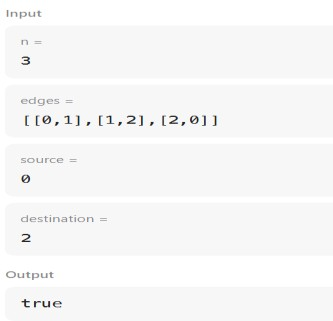 Input
n =
3
edges =
[[0,1],[1,2],[2,0]]
source =
0
destination =
2
Output
true